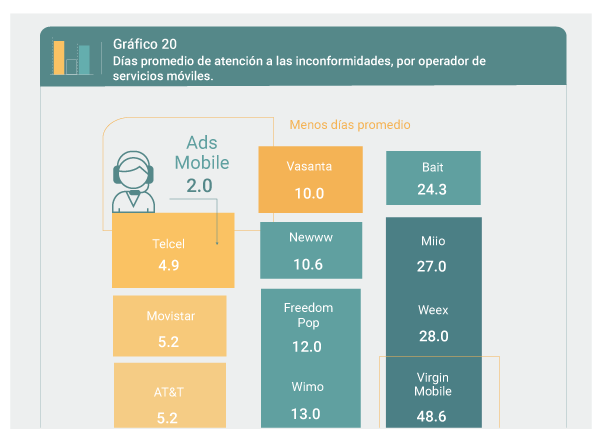 Gráfico 20
Días promedio de atención a las inconformidades, por operador de
servicios móviles.
Menos días promedio
Ads
Mobile
2.0
Telcel
4.9
Movistar
5.2
AT&T
5.2
Vasanta
10.0
Newww
10.6
Freedom
Pop
12.0
Wimo
13.0
Bait
24.3
Miio
27.0
Weex
28.0
Virgin
Mobile
48.6